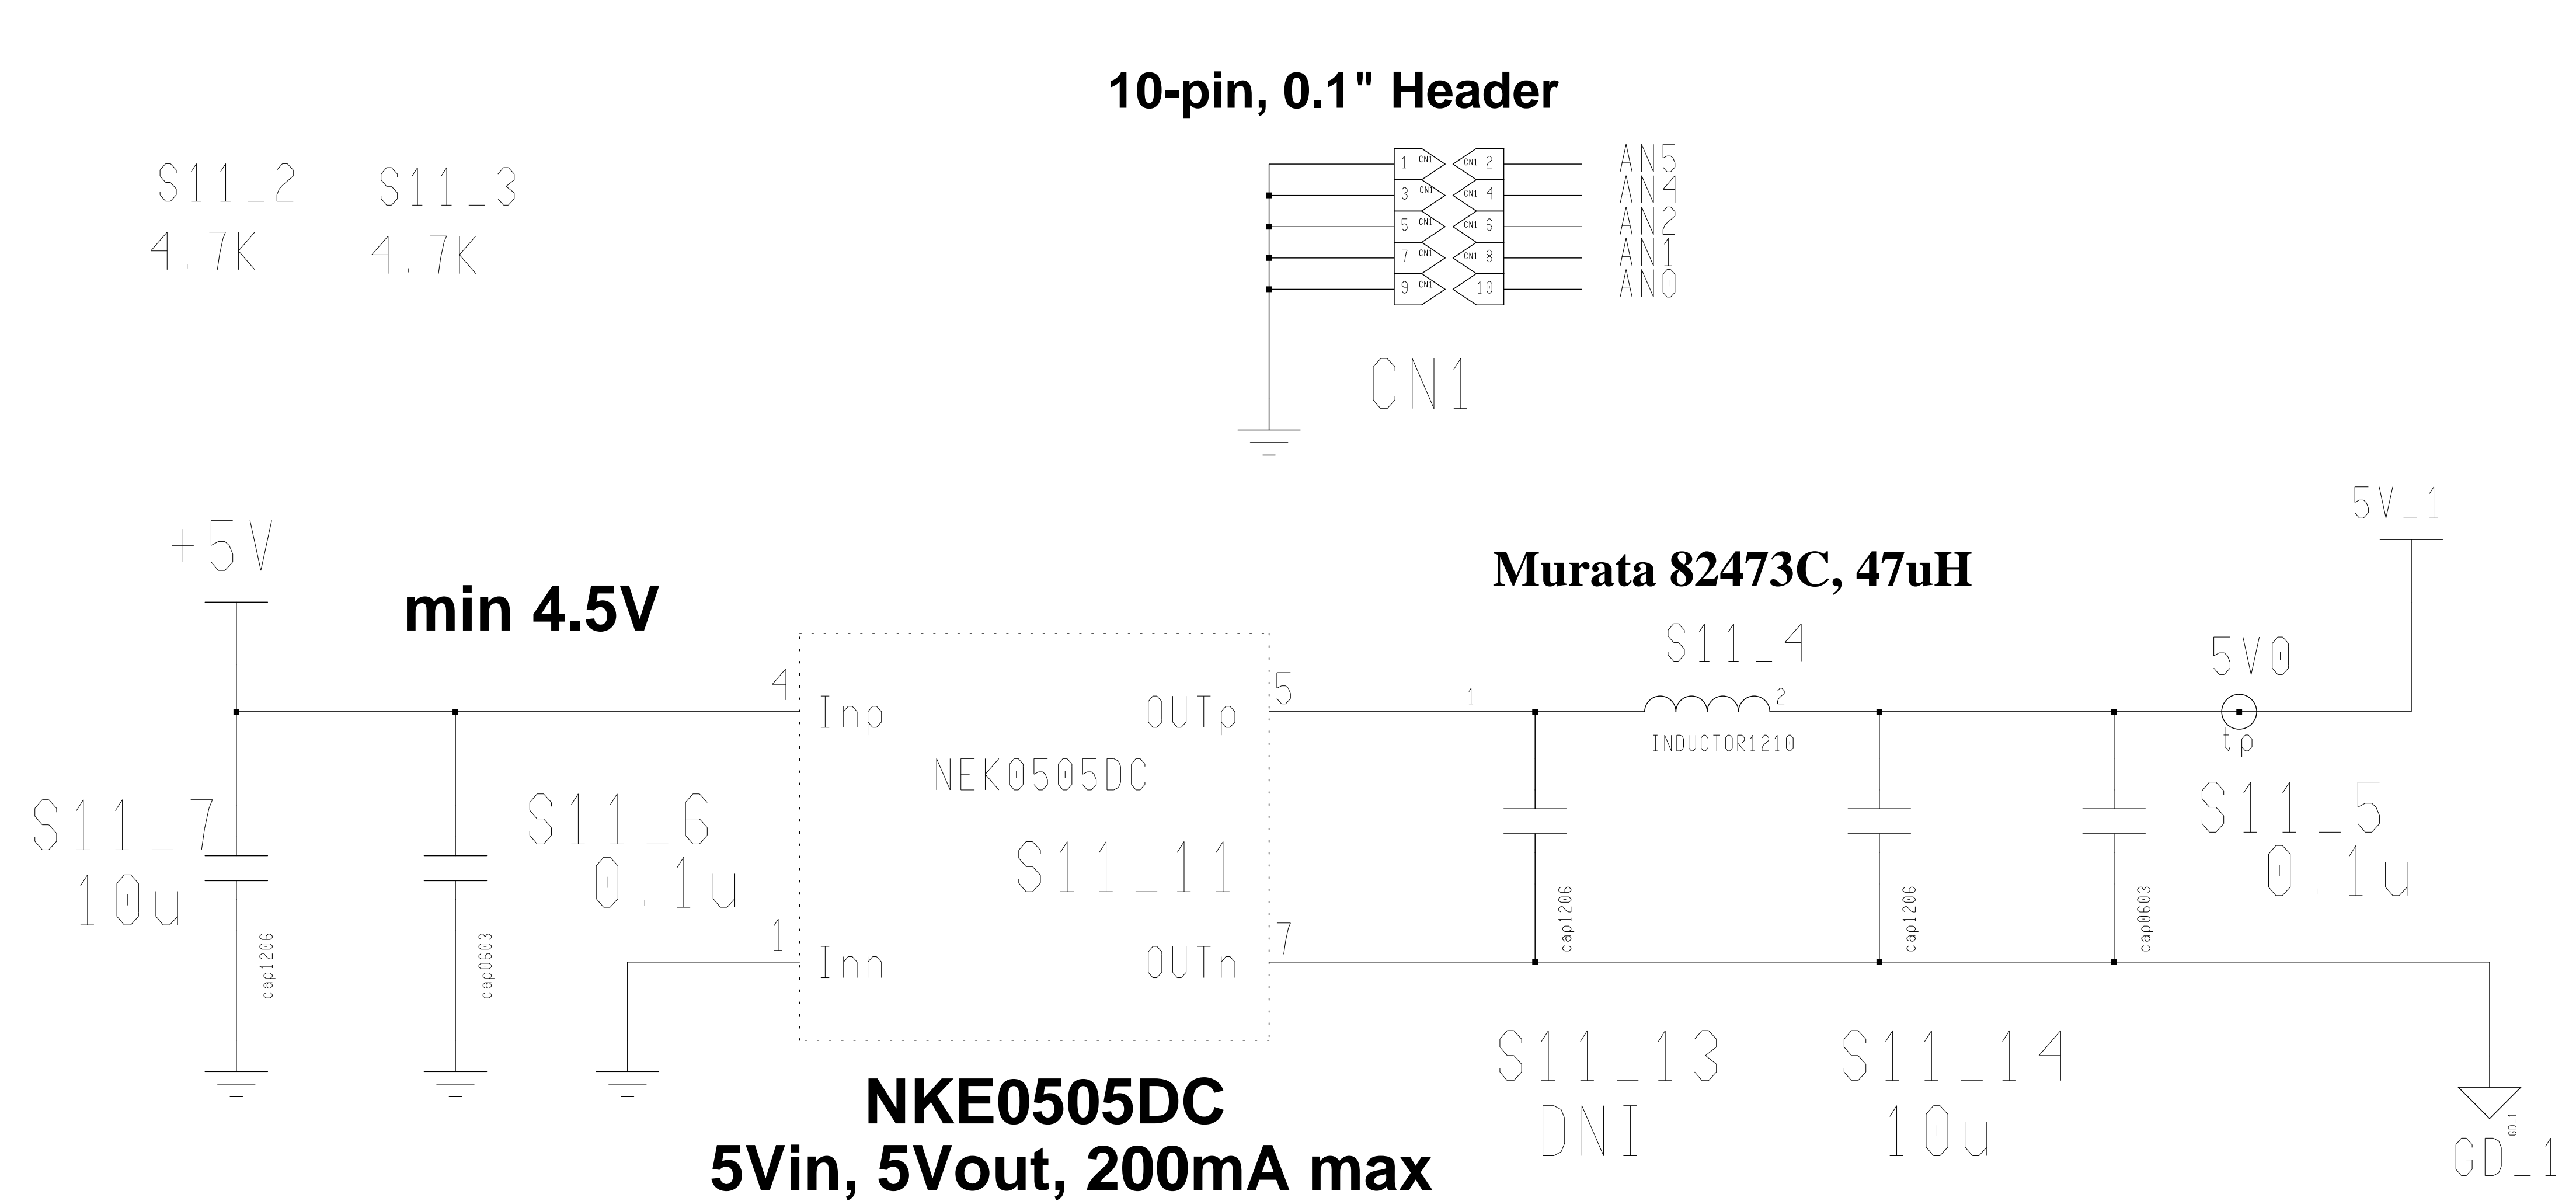 10-pin, 0.1" Header
S11_2
4.7K
S11_3
4.7K
1 CN1 CN1 2 AN5
3 CN1 CN1 4 AN4
5 CN1 CN1 6 AN2
7 CN1 CN1 8 AN1
9 CN1 10 AN0
CN1
5V_1
+5V
min 4.5V
Murata 82473C, 47uH
S11_4
5V0
4
Inp
OUTp
5
1
2
INDUCTOR1210
tp
NEK0505DC
S11_7
10u
cap1206
S11_6
0.1u
cap0603
S11_11
1
Inn
OUTn
7
cap1206
cap1206
cap0603
S11_5
0.1u
S11_13
DNI
S11_14
10u
GD_1
GD_1
NKE0505DC
5Vin, 5Vout, 200mA max